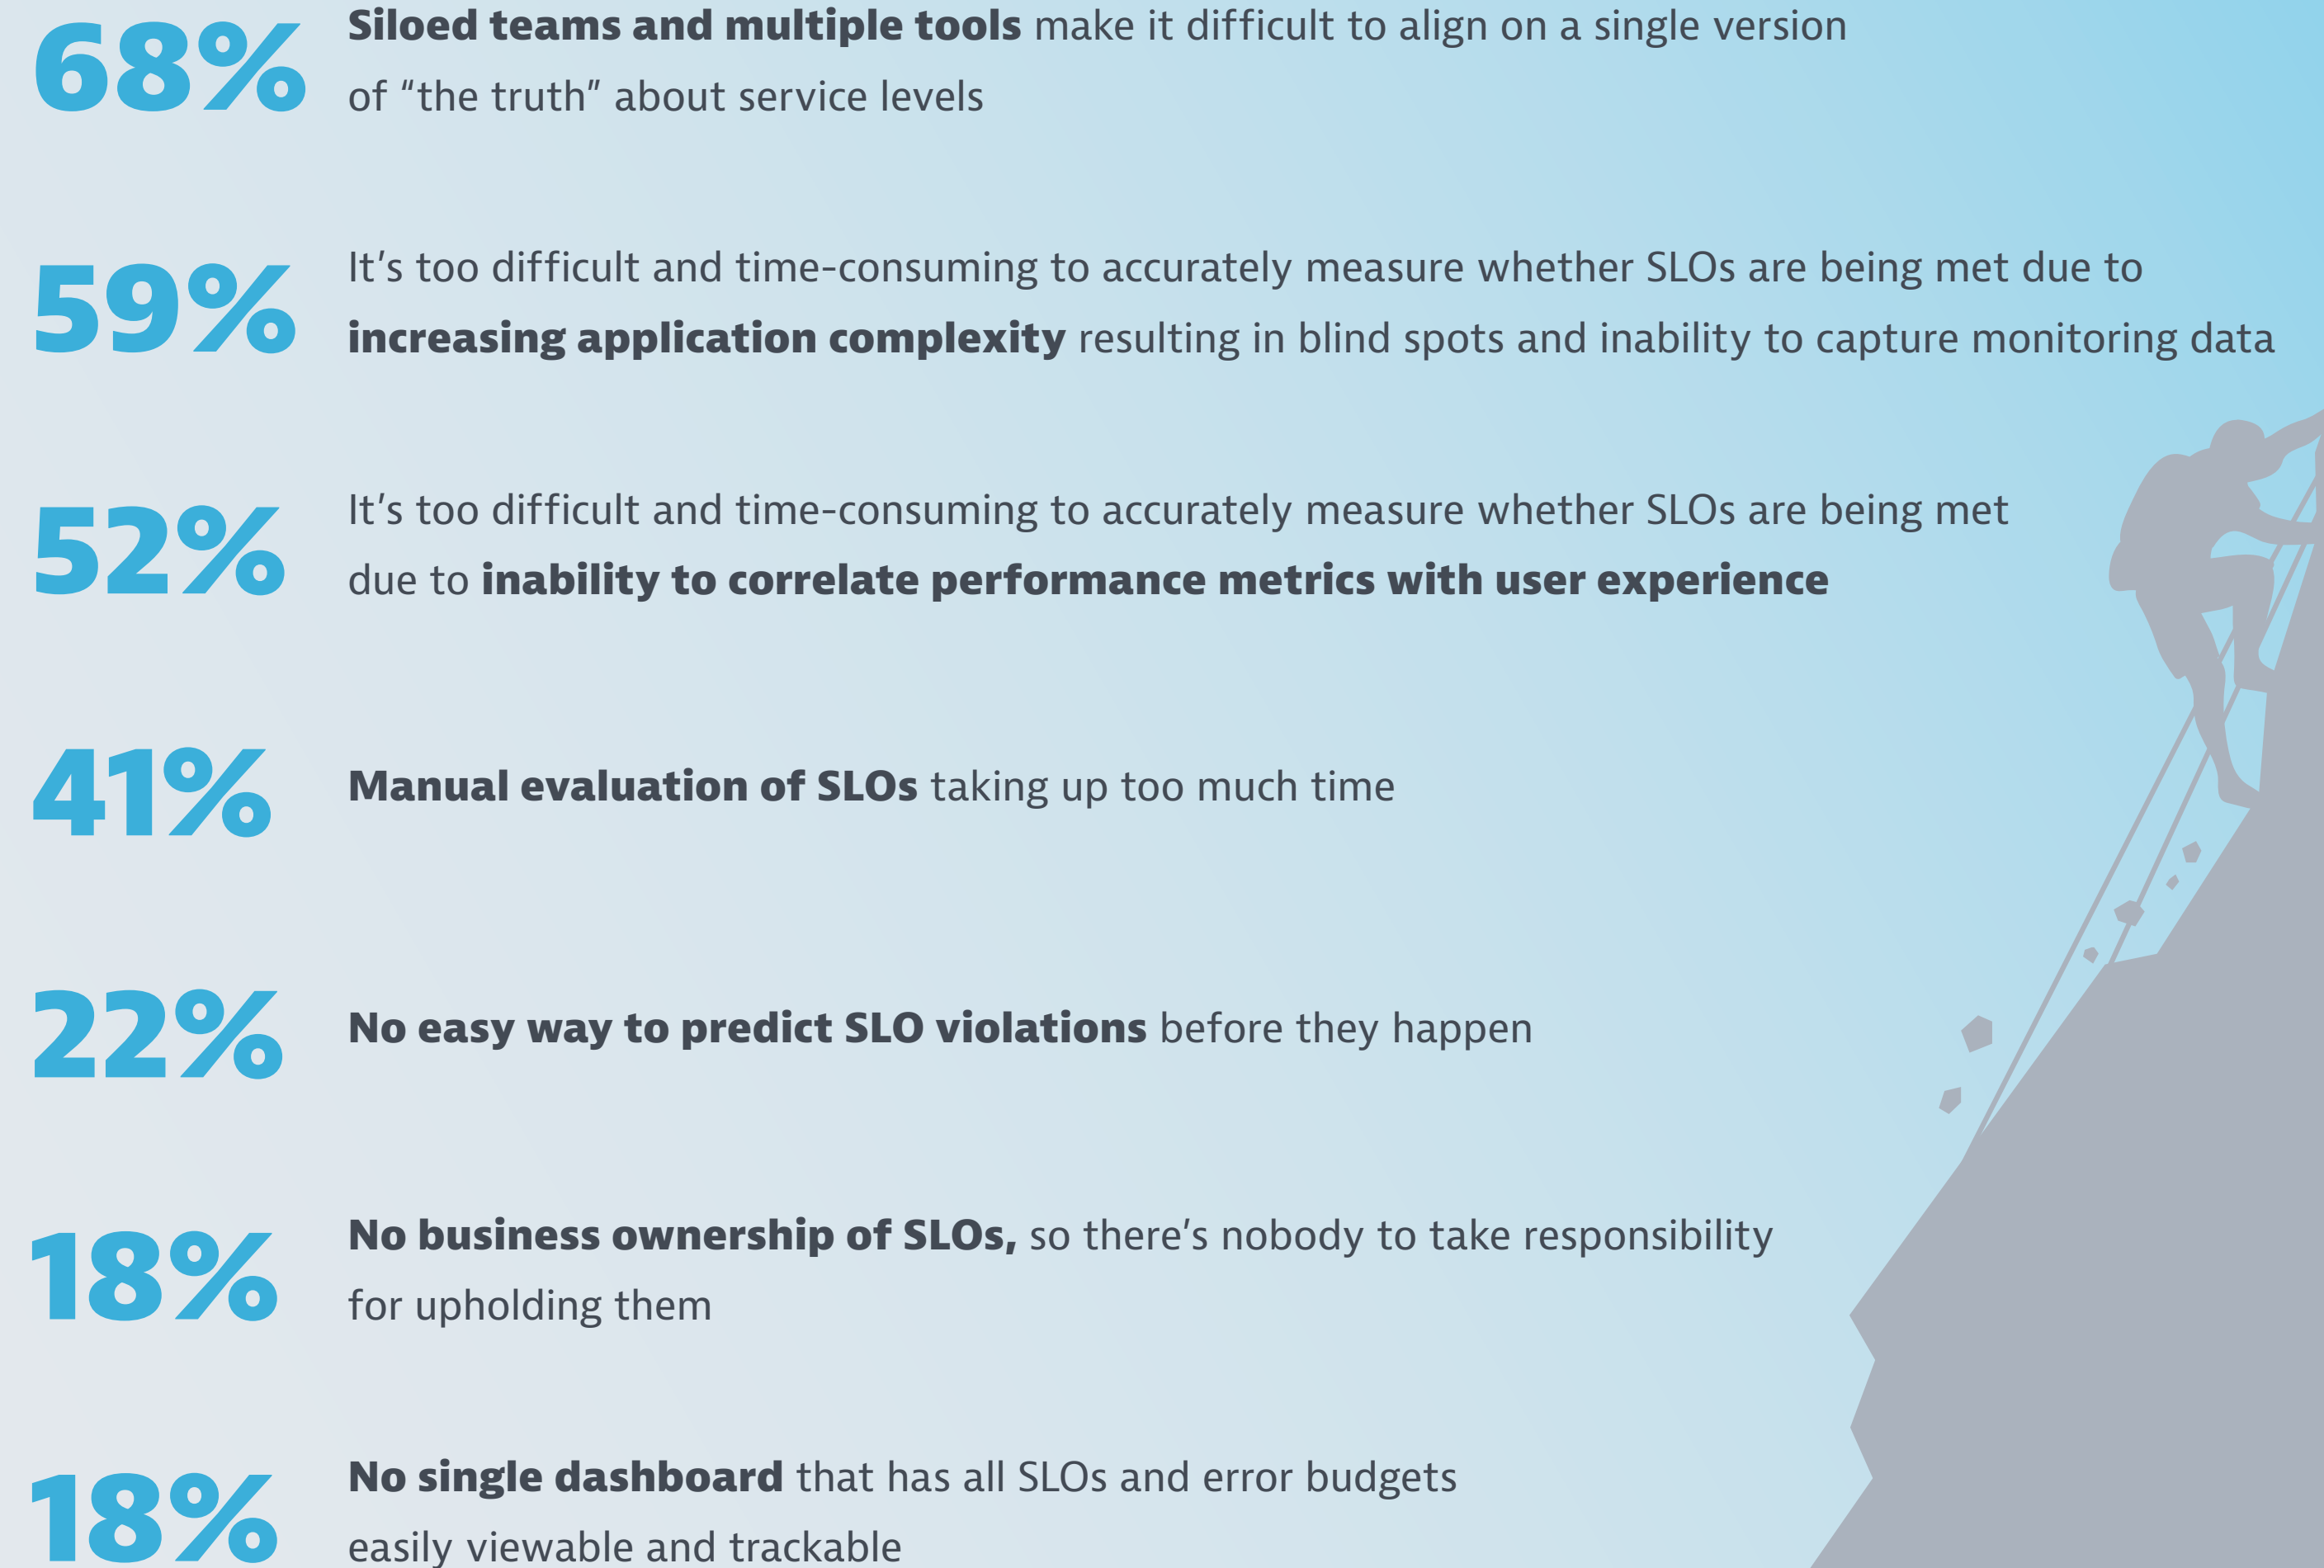 68%
Siloed teams and multiple tools make it difficult to align on a single version
of “the truth” about service levels
59%
It’s too difficult and time-consuming to accurately measure whether SLOs are being met due to
increasing application complexity resulting in blind spots and inability to capture monitoring data
52%
It’s too difficult and time-consuming to accurately measure whether SLOs are being met
due to inability to correlate performance metrics with user experience
41%
Manual evaluation of SLOs taking up too much time
22%
No easy way to predict SLO violations before they happen
18%
No business ownership of SLOs, so there’s nobody to take responsibility
for upholding them
18%
No single dashboard that has all SLOs and error budgets
easily viewable and trackable